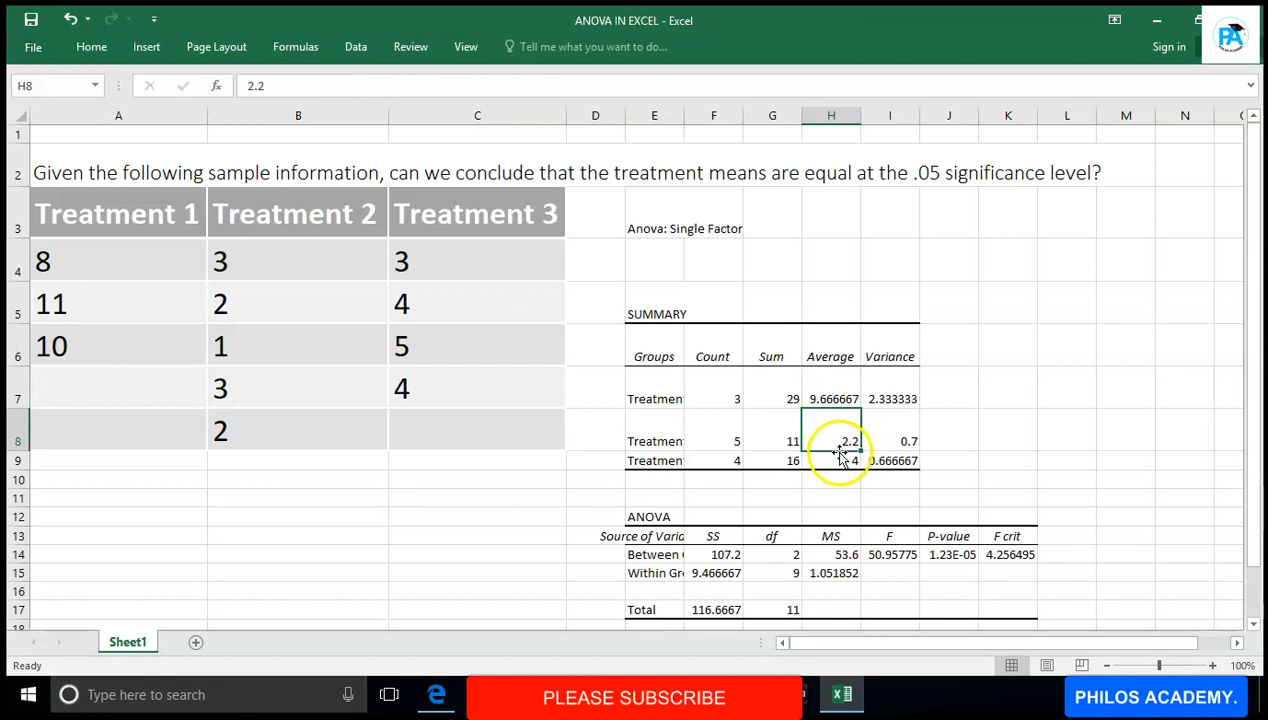 ANOVA IN EXCEL - Excel
PA
PHILOS ACADEMY
File Home Insert Page Layout Formulas Data Review View Tell me what you want to do... Sign in
H8 fx 2.2
A B C D E F G H I J K L M N
1
2 Given the following sample information, can we conclude that the treatment means are equal at the .05 significance level?
3 Treatment 1 Treatment 2 Treatment 3 Anova: Single Factor
4 8 3 3
5 11 2 4 SUMMARY
6 10 1 5 Groups Count Sum Average Variance
7 3 4 Treatmen 3 29 9.666667 2.333333
8 2 Treatmen 5 11 2.2 0.7
9 Treatmen 4 16 4 0.666667
10
11
12 ANOVA
13 Source of Varia SS df MS F P-value F crit
14 Between 107.2 2 53.6 50.95775 1.23E-05 4.256495
15 Within Gr 9.466667 9 1.051852
16
17 Total 116.6667 11
18
Sheet1
Ready 100%
Type here to search PLEASE SUBSCRIBE PHILOS ACADEMY.